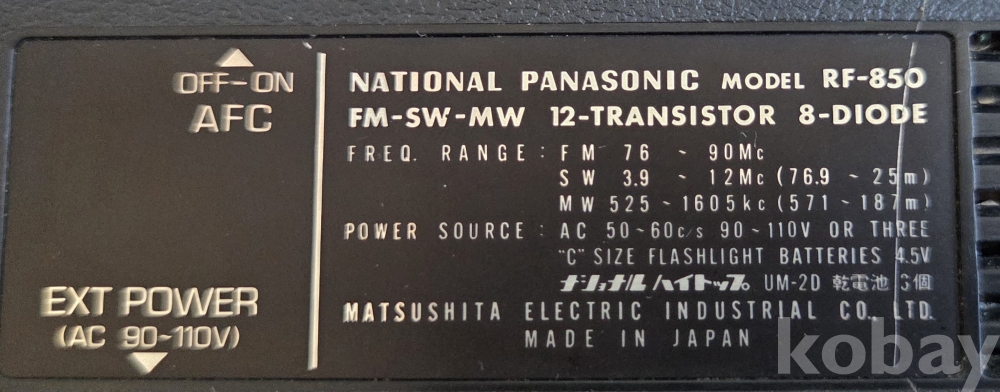 OFF-ON
AFC
EXT POWER
(AC 90-110V)
NATIONAL PANASONIC MODEL RF-850
FM-SW-MW 12-TRANSISTOR 8-DIODE
FREQ. RANGE : FM 76 ~ 90Mc
SW 3.9 ~ 12Mc (76.9 ~ 25m)
MW 525 ~ 1605kc (571 ~ 187m)
POWER SOURCE : AC 50~60c/s 90~110V OR THREE
"C" SIZE FLASHLIGHT BATTERIES 4.5V
ナショナル ハイトップ UM-2D 乾電池 3個
MATSUSHITA ELECTRIC INDUSTRIAL CO., LTD.
MADE IN JAPAN
kobay